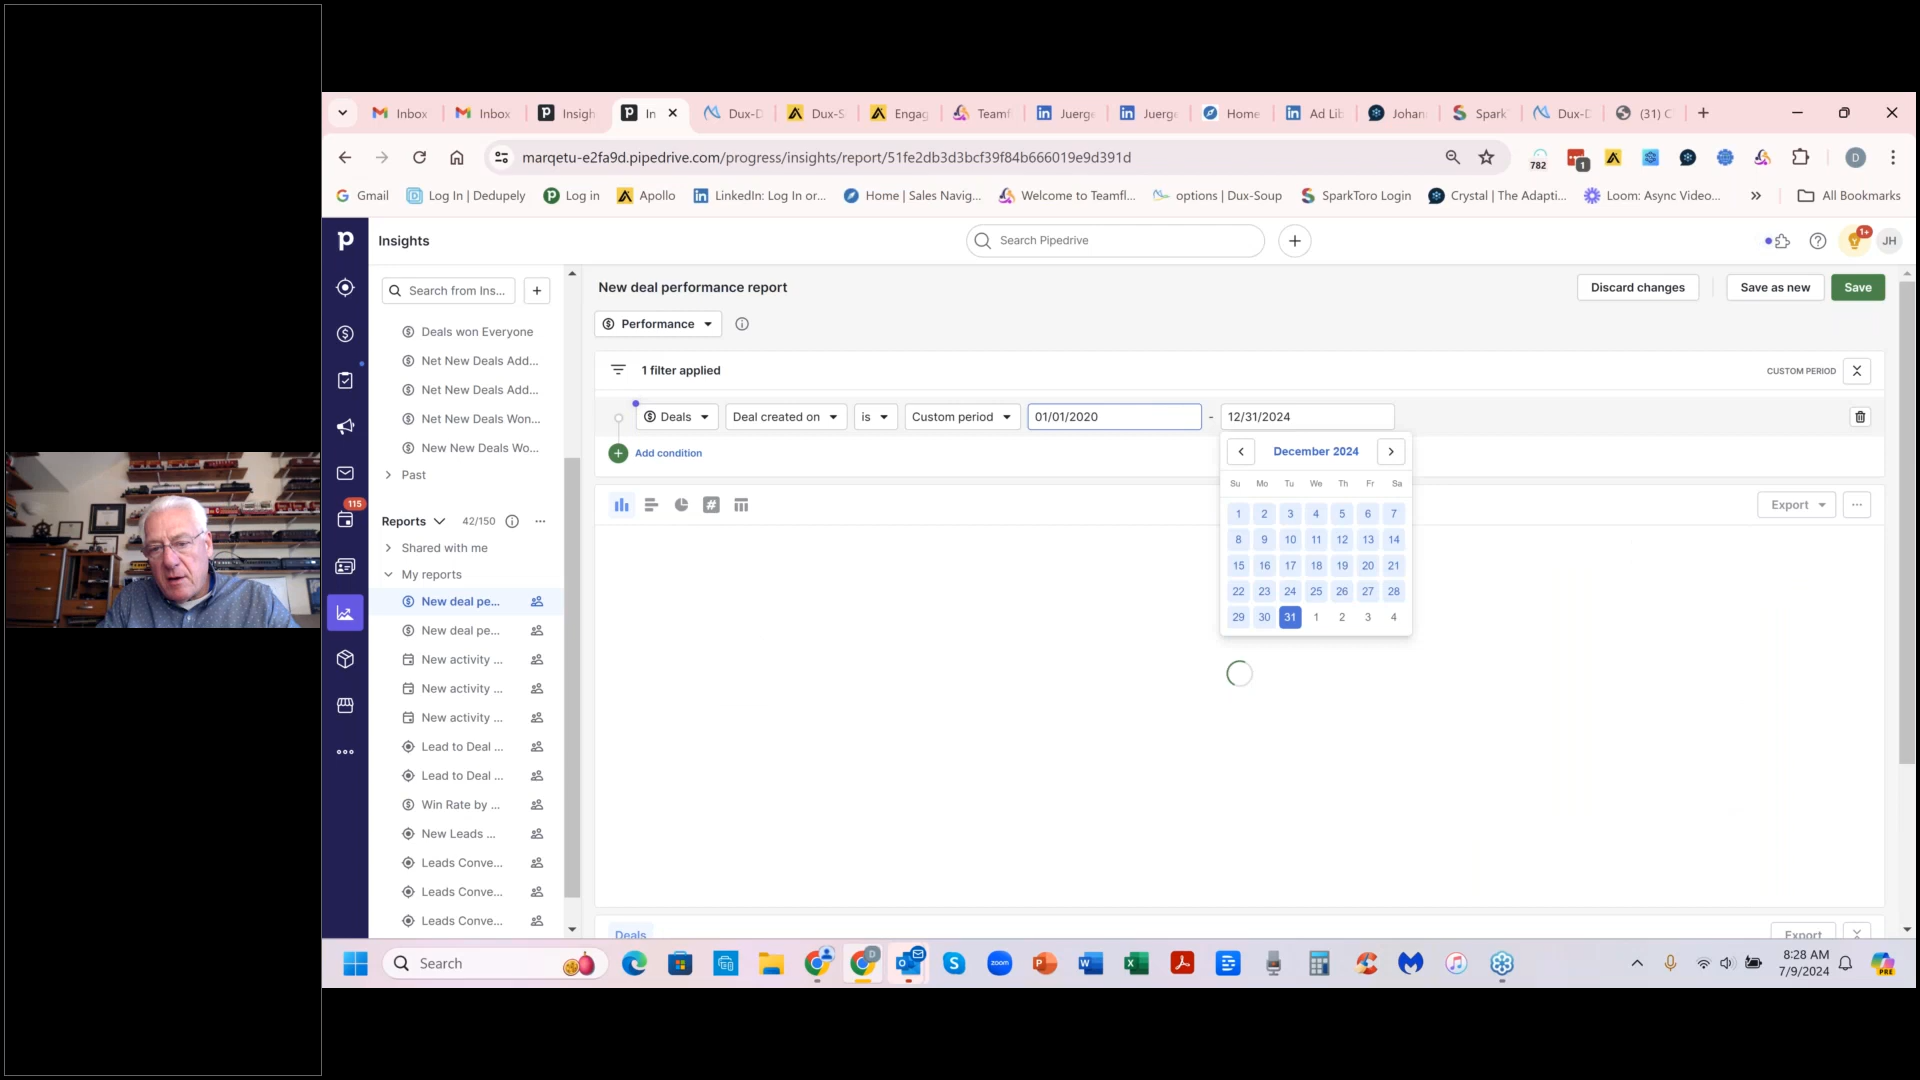 Inbox
Inbox
Insigh
In
Dux-D
Dux-S
Engag
Teamf
Juerge
Juerge
Home
Ad Lib
Johan
Spark
Dux-D
(31) C
marqetu-e2fa9d.pipedrive.com/progress/insights/report/51fe2db3d3bcf39f84b666019e9d391d
782
1
D
Gmail
Log In | Dedupely
Log in
Apollo
LinkedIn: Log In or...
Home | Sales Navig...
Welcome to Teamfl...
options | Dux-Soup
SparkToro Login
Crystal | The Adapti...
Loom: Async Video...
All Bookmarks
Insights
Search Pipedrive
1+
JH
Search from Ins...
Deals won Everyone
Net New Deals Add...
Net New Deals Add...
Net New Deals Won...
New New Deals Wo...
Past
115
Reports 42/150
Shared with me
My reports
New deal pe...
New deal pe...
New activity ...
New activity ...
New activity ...
Lead to Deal ...
Lead to Deal ...
Win Rate by ...
New Leads ...
Leads Conve...
Leads Conve...
Leads Conve...
New deal performance report
Discard changes
Save as new
Save
Performance
1 filter applied
CUSTOM PERIOD
Deals
Deal created on
is
Custom period
01/01/2020
-
12/31/2024
Add condition
December 2024
Su Mo Tu We Th Fr Sa
1 2 3 4 5 6 7
8 9 10 11 12 13 14
15 16 17 18 19 20 21
22 23 24 25 26 27 28
29 30 31 1 2 3 4
Export
Deals
Export
Search
D
zoom
8:28 AM
7/9/2024
PRE